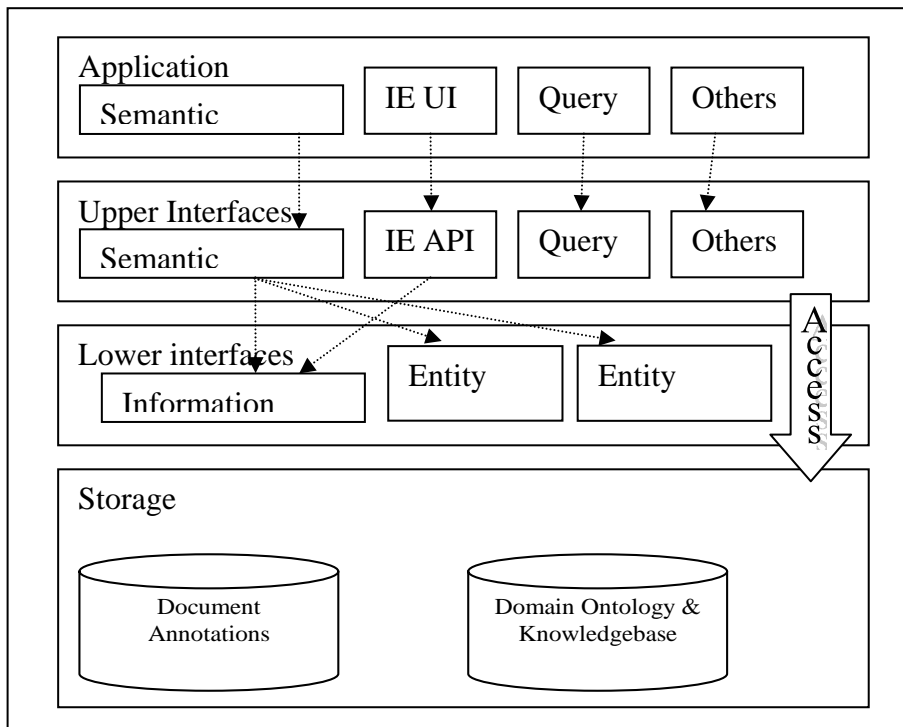 Application
Semantic
IE UI
Query
Others
Upper Interfaces
Semantic
IE API
Query
Others
Access
Lower interfaces
Information
Entity
Entity
Storage
Document
Annotations
Domain Ontology &
Knowledgebase